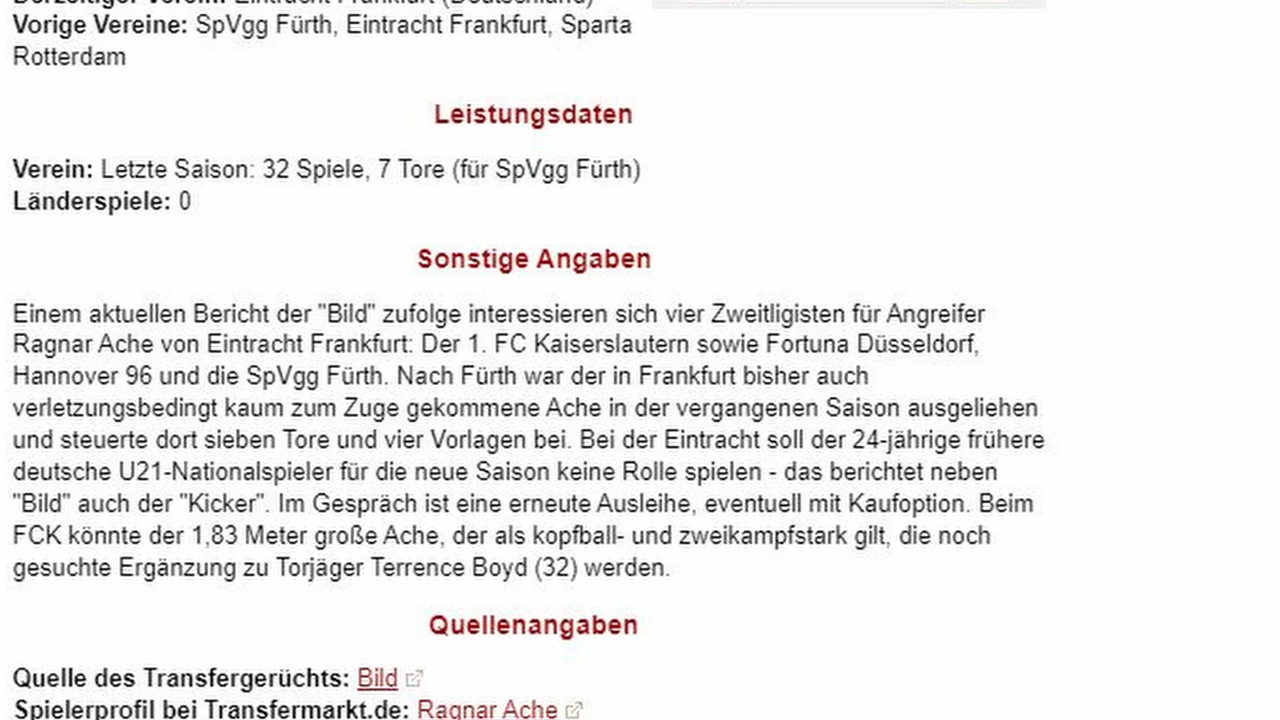 Derzeitiger Verein: Eintracht Frankfurt (Deutschland)
Vorige Vereine: SpVgg Fürth, Eintracht Frankfurt, Sparta
Rotterdam
Leistungsdaten
Verein: Letzte Saison: 32 Spiele, 7 Tore (für SpVgg Fürth)
Länderspiele: 0
Sonstige Angaben
Einem aktuellen Bericht der "Bild" zufolge interessieren sich vier Zweitligisten für Angreifer
Ragnar Ache von Eintracht Frankfurt: Der 1. FC Kaiserslautern sowie Fortuna Düsseldorf,
Hannover 96 und die SpVgg Fürth. Nach Fürth war der in Frankfurt bisher auch
verletzungsbedingt kaum zum Zuge gekommene Ache in der vergangenen Saison ausgeliehen
und steuerte dort sieben Tore und vier Vorlagen bei. Bei der Eintracht soll der 24-jährige frühere
deutsche U21-Nationalspieler für die neue Saison keine Rolle spielen - das berichtet neben
"Bild" auch der "Kicker". Im Gespräch ist eine erneute Ausleihe, eventuell mit Kaufoption. Beim
FCK könnte der 1,83 Meter große Ache, der als kopfball- und zweikampfstark gilt, die noch
gesuchte Ergänzung zu Torjäger Terrence Boyd (32) werden.
Quellenangaben
Quelle des Transfergerüchts: Bild
Spielerprofil bei Transfermarkt.de: Ragnar Ache